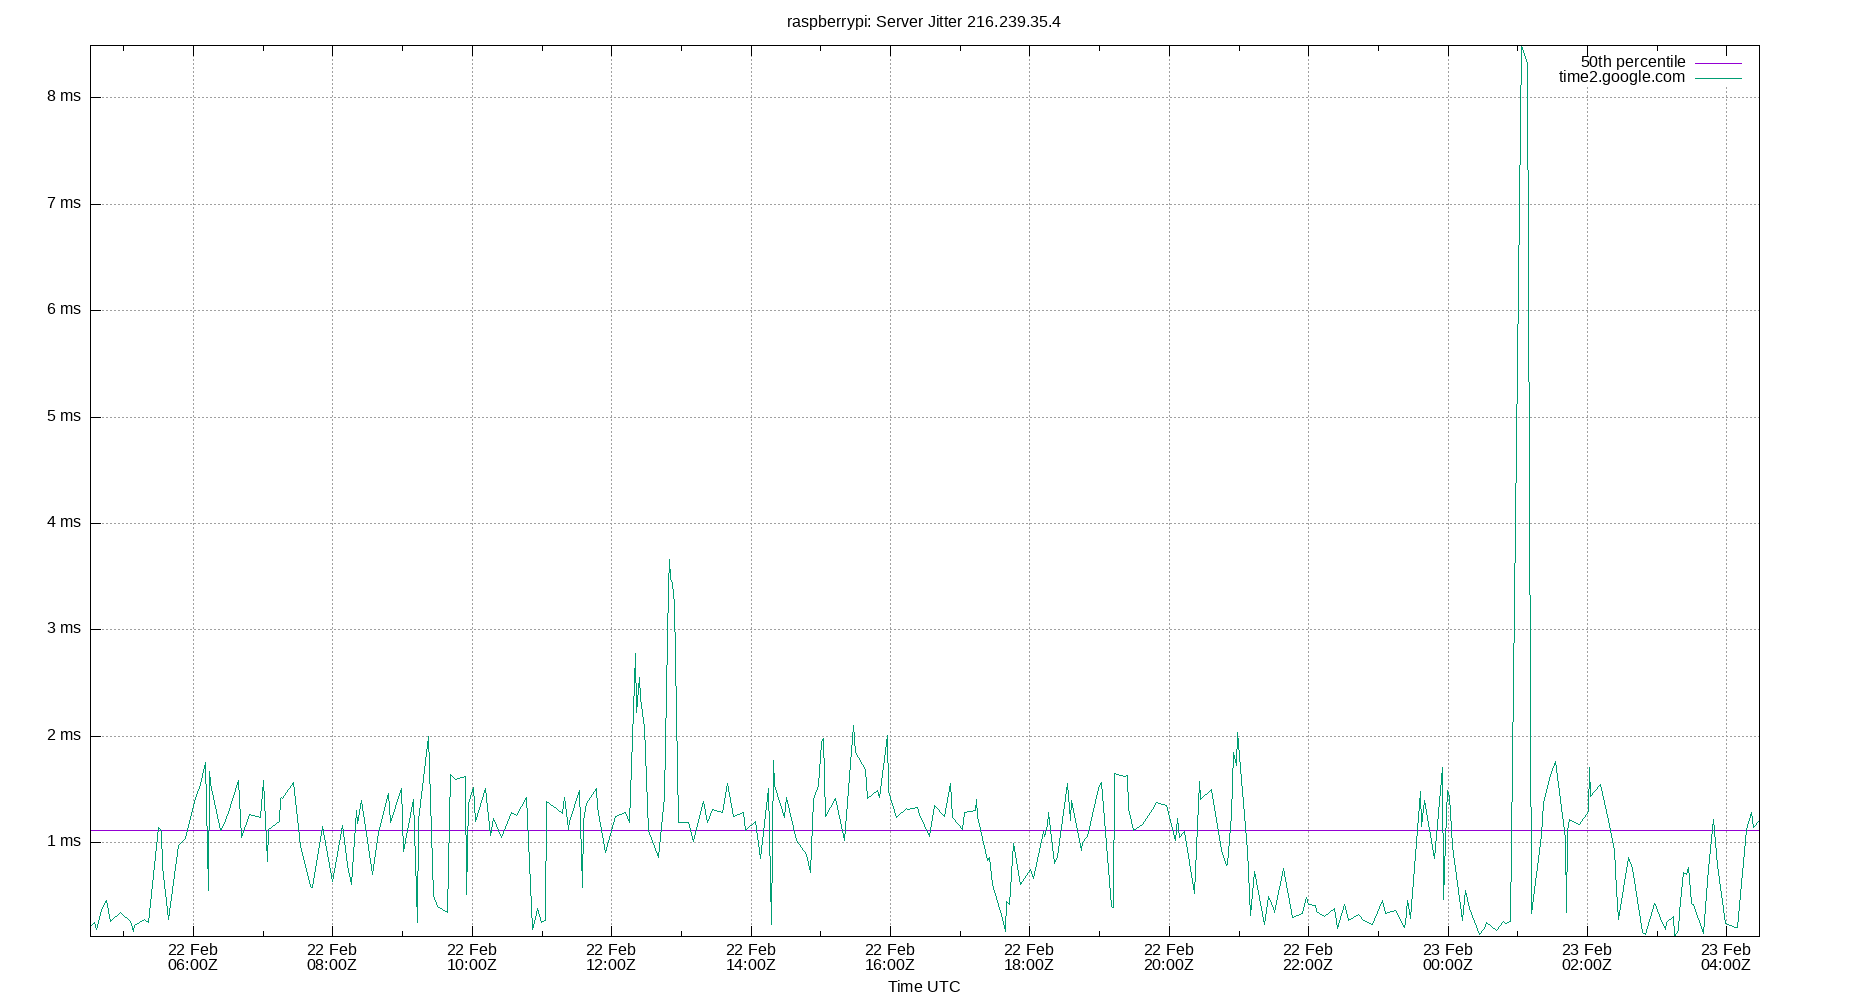 raspberrypi: Server Jitter 216.239.35.4
50th percentile
time2.google.com
8 ms
7 ms
6 ms
5 ms
4 ms
3 ms
2 ms
1 ms
22 Feb 22 Feb 22 Feb 22 Feb 22 Feb 22 Feb 22 Feb 22 Feb 22 Feb 23 Feb 23 Feb 23 Feb
06:00Z 08:00Z 10:00Z 12:00Z 14:00Z 16:00Z 18:00Z 20:00Z 22:00Z 00:00Z 02:00Z 04:00Z
Time UTC